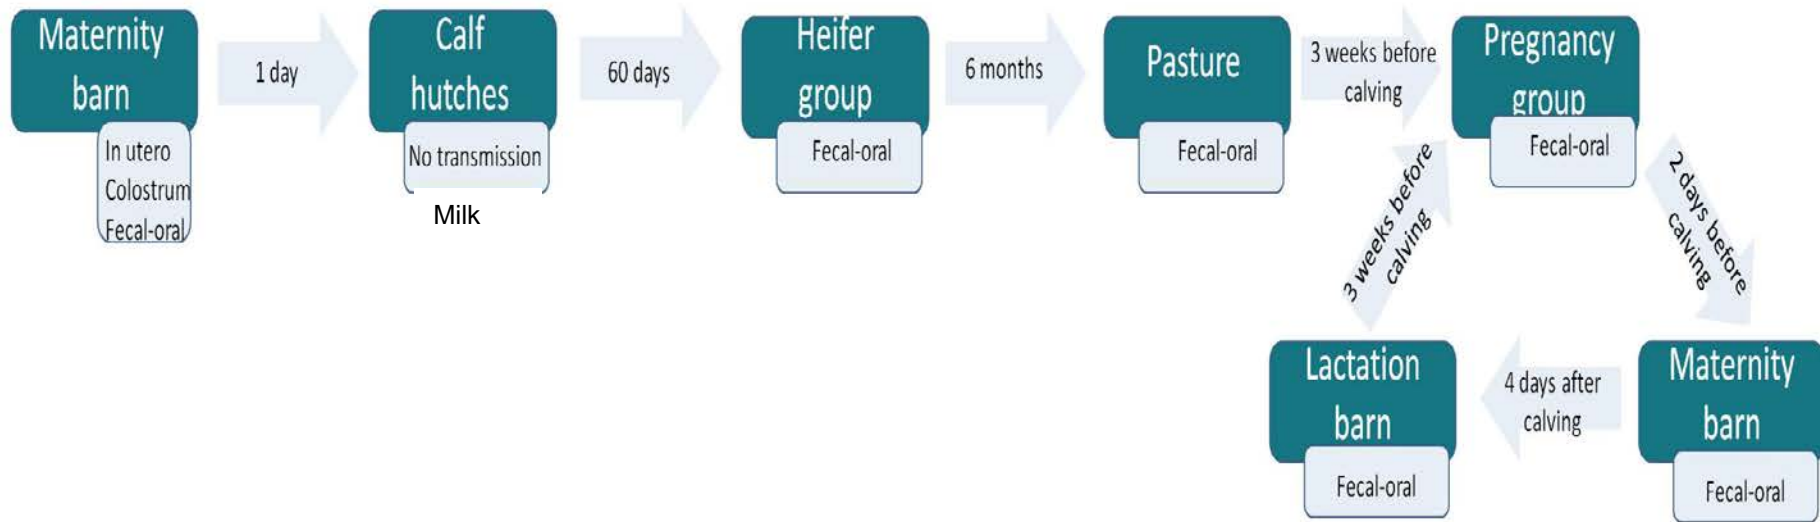 Maternity
barn
In utero
Colostrum
Fecal-oral
1 day
Calf
hutches
No transmission
Milk
60 days
Heifer
group
Fecal-oral
6 months
Pasture
Fecal-oral
3 weeks before
calving
Pregnancy
group
Fecal-oral
2 days before
calving
Maternity
barn
Fecal-oral
4 days after
calving
Lactation
barn
Fecal-oral
3 weeks before
calving